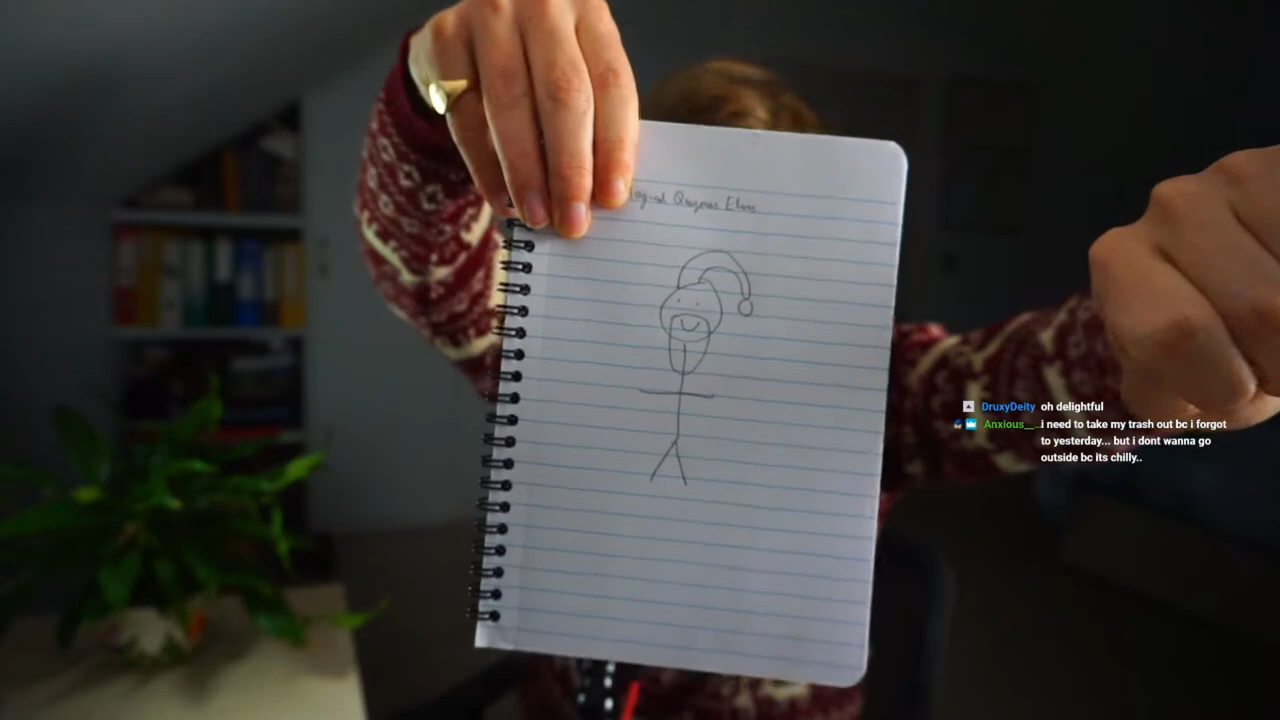 DruxyDeity oh delightful
Anxious__... i need to take my trash out bc i forgot
to yesterday... but i dont wanna go
outside bc its chilly..